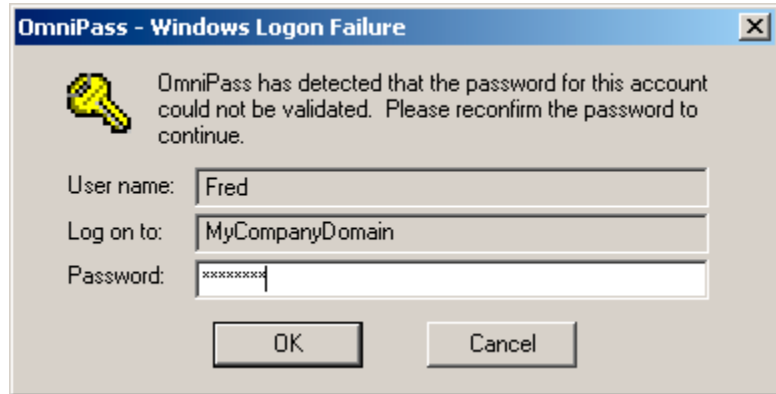 OmniPass - Windows Logon Failure
OmniPass has detected that the password for this account
could not be validated.  Please reconfirm the password to
continue.
User name: Fred
Log on to: MyCompanyDomain
Password: ********
OK Cancel